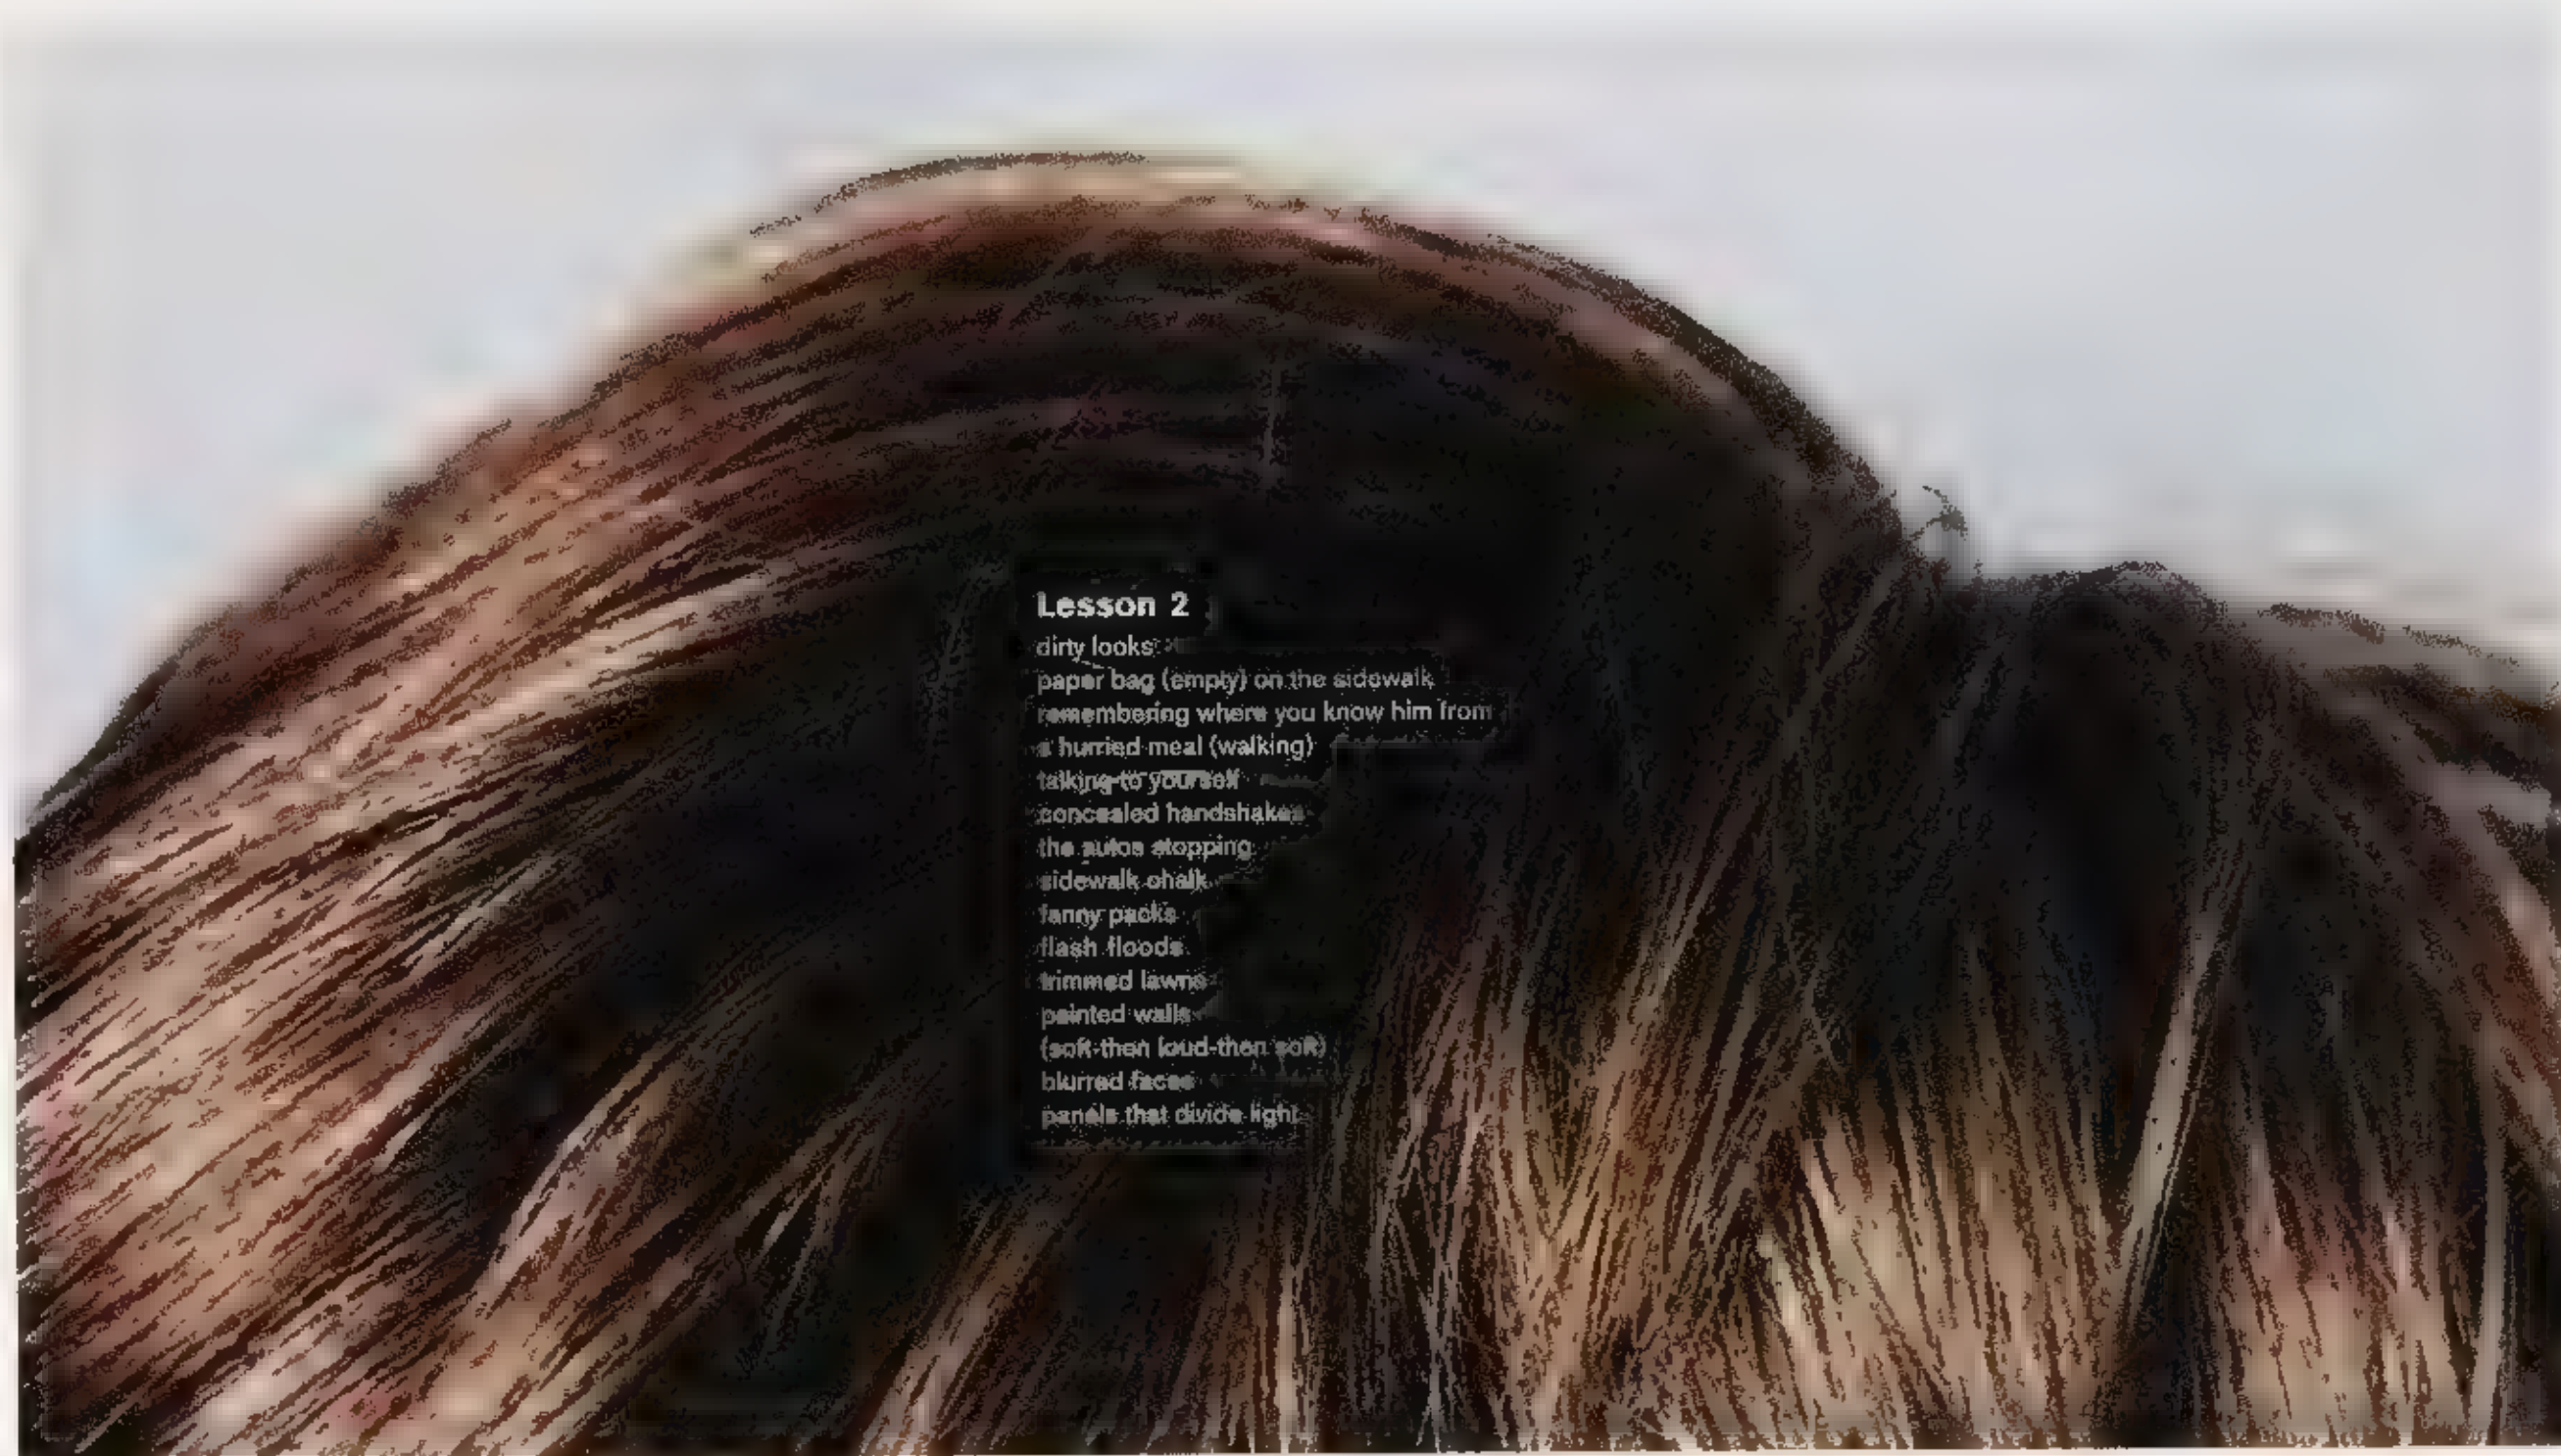 Lesson 2
dirty looks
paper bag (empty) on the sidewalk
remembering where you know him from
a hurried meal (walking)
talking to yourself
concealed handshakes
the autos stopping
sidewalk chalk
fanny packs
flash floods
trimmed lawns
painted walls
(soft-then loud-then soft)
blurred faces
panels that divide light